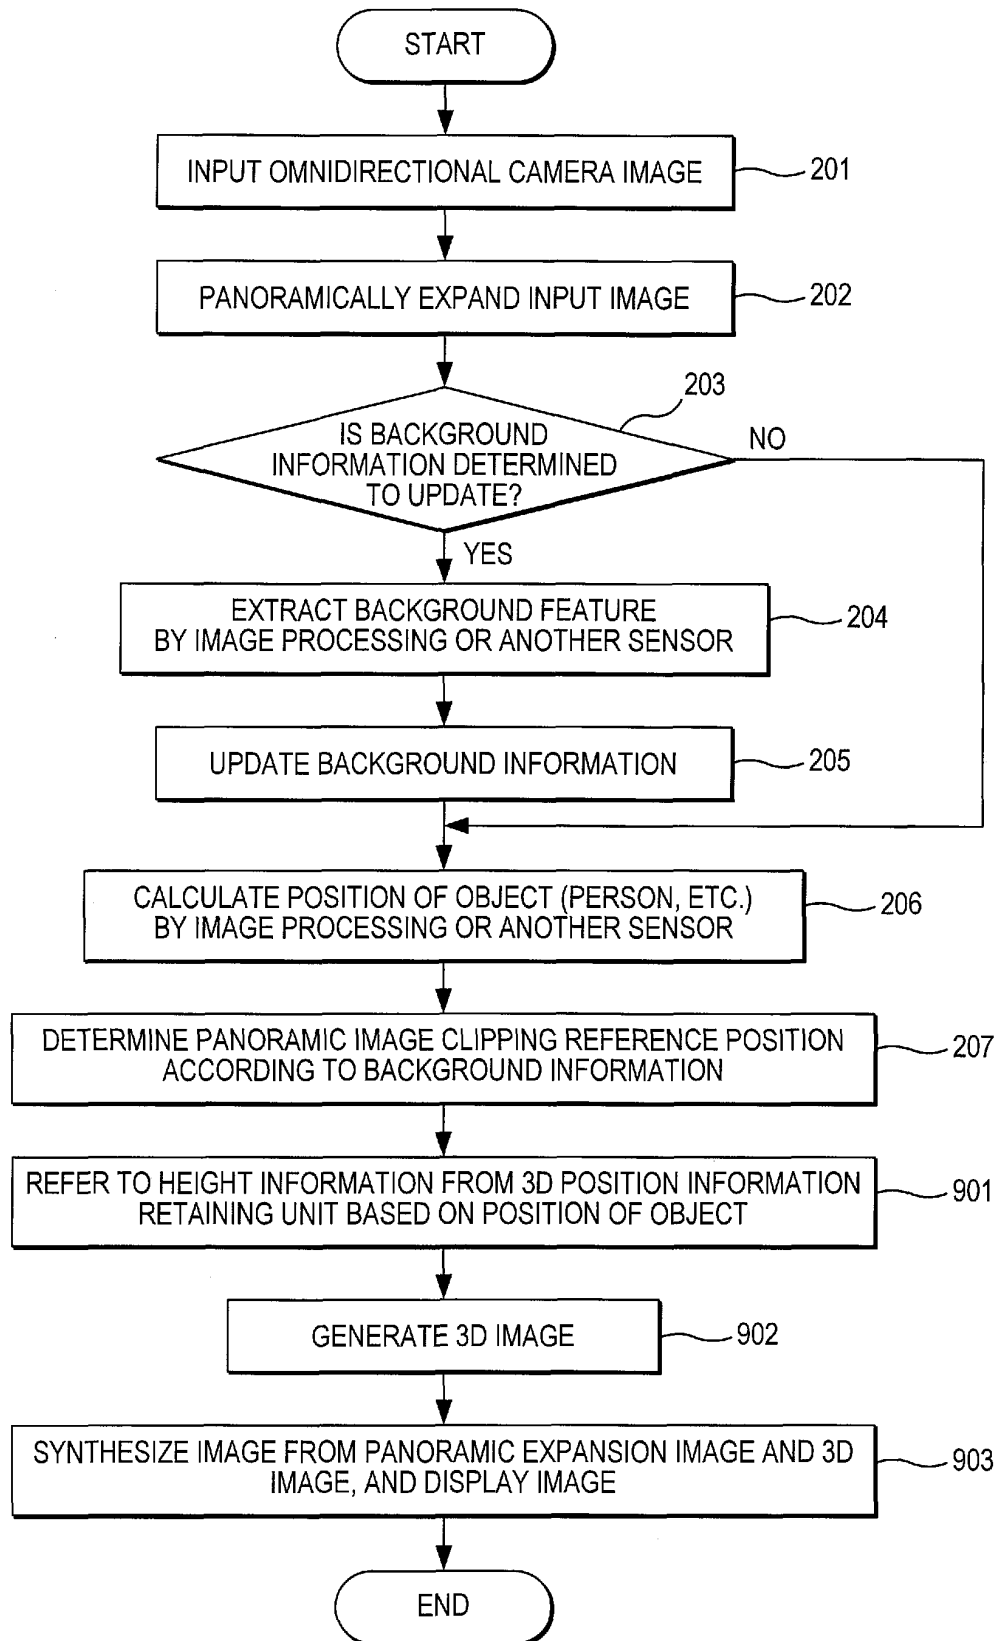 START
INPUT OMNIDIRECTIONAL CAMERA IMAGE
201
PANORAMICALLY EXPAND INPUT IMAGE
202
203
IS BACKGROUND
INFORMATION DETERMINED
TO UPDATE?
NO
YES
EXTRACT BACKGROUND FEATURE
BY IMAGE PROCESSING OR ANOTHER SENSOR
204
UPDATE BACKGROUND INFORMATION
205
CALCULATE POSITION OF OBJECT (PERSON, ETC.)
BY IMAGE PROCESSING OR ANOTHER SENSOR
206
DETERMINE PANORAMIC IMAGE CLIPPING REFERENCE POSITION
ACCORDING TO BACKGROUND INFORMATION
207
REFER TO HEIGHT INFORMATION FROM 3D POSITION INFORMATION
RETAINING UNIT BASED ON POSITION OF OBJECT
901
GENERATE 3D IMAGE
902
SYNTHESIZE IMAGE FROM PANORAMIC EXPANSION IMAGE AND 3D
IMAGE, AND DISPLAY IMAGE
903
END